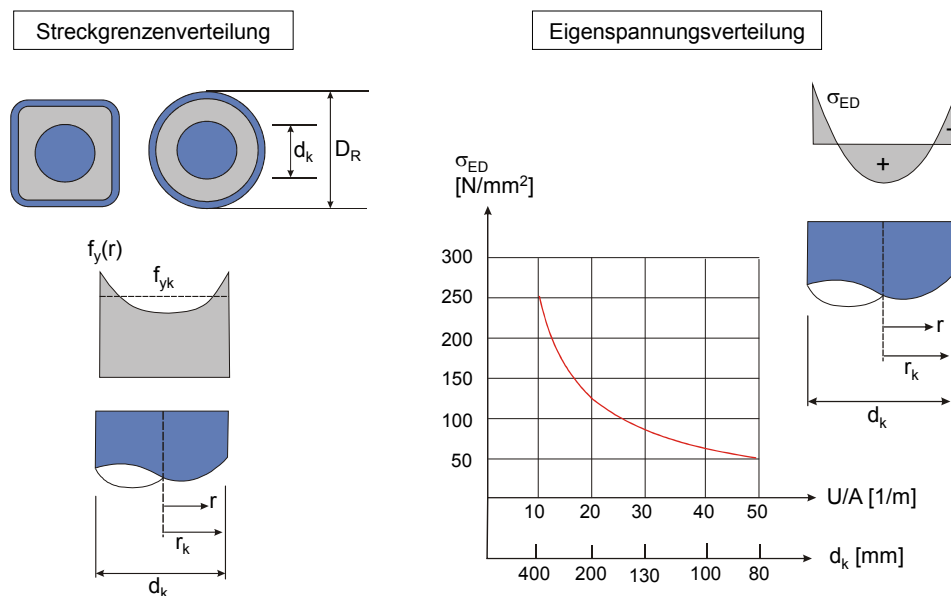 Streckgrenzenverteilung
Eigenspannungsverteilung
d_k
D_R
f_y(r)
f_yk
r
r_k
d_k
σ_ED
[N/mm²]
300
250
200
150
100
50
10 20 30 40 50
U/A [1/m]
400 200 130 100 80
d_k [mm]
σ_ED
-
+
r
r_k
d_k